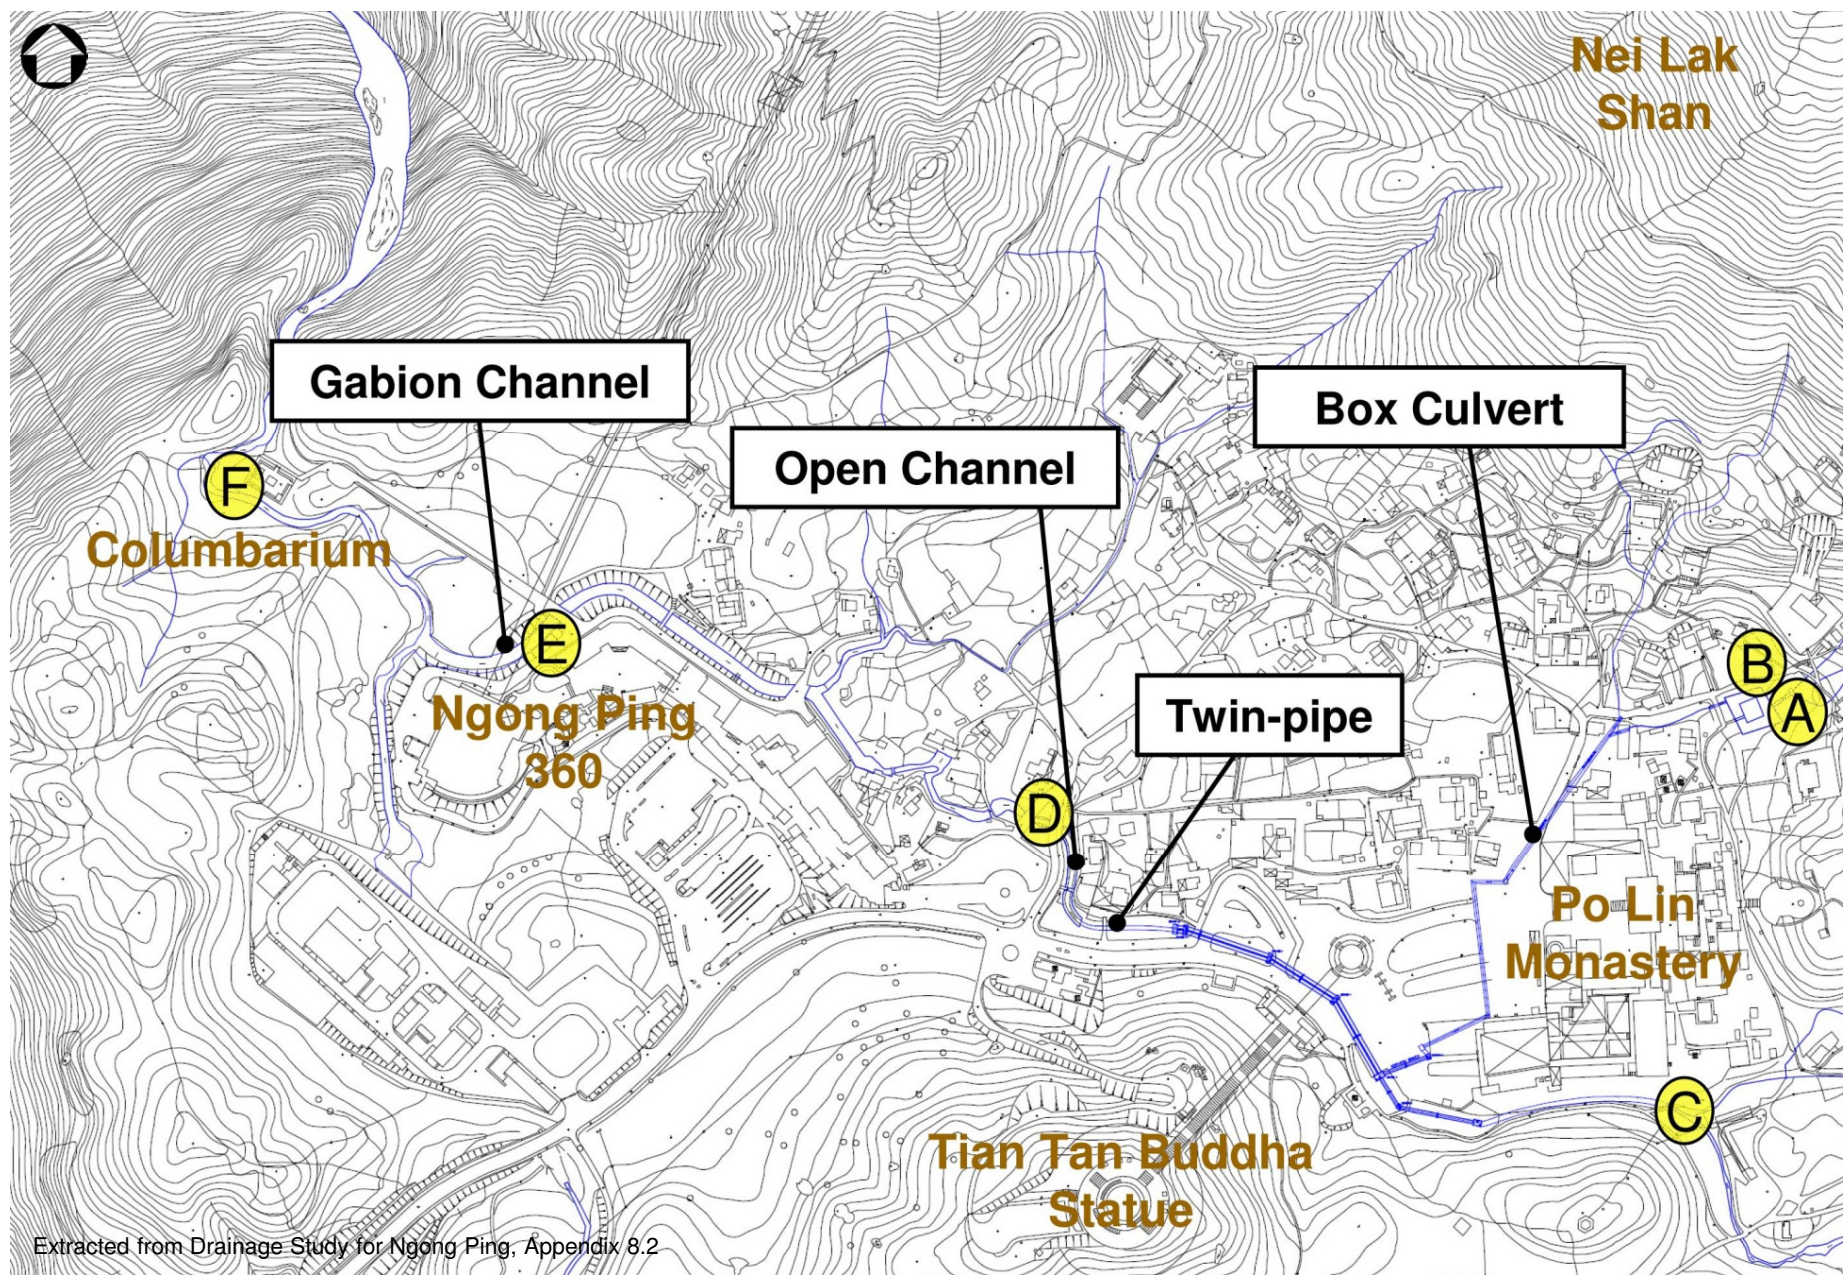 Nei Lak
Shan
Gabion Channel
Box Culvert
Open Channel
F
Columbarium
E
B
A
Ngong Ping
360
Twin-pipe
D
Po Lin
Monastery
C
Tian Tan Buddha
Statue
Extracted from Drainage Study for Ngong Ping, Appendix 8.2